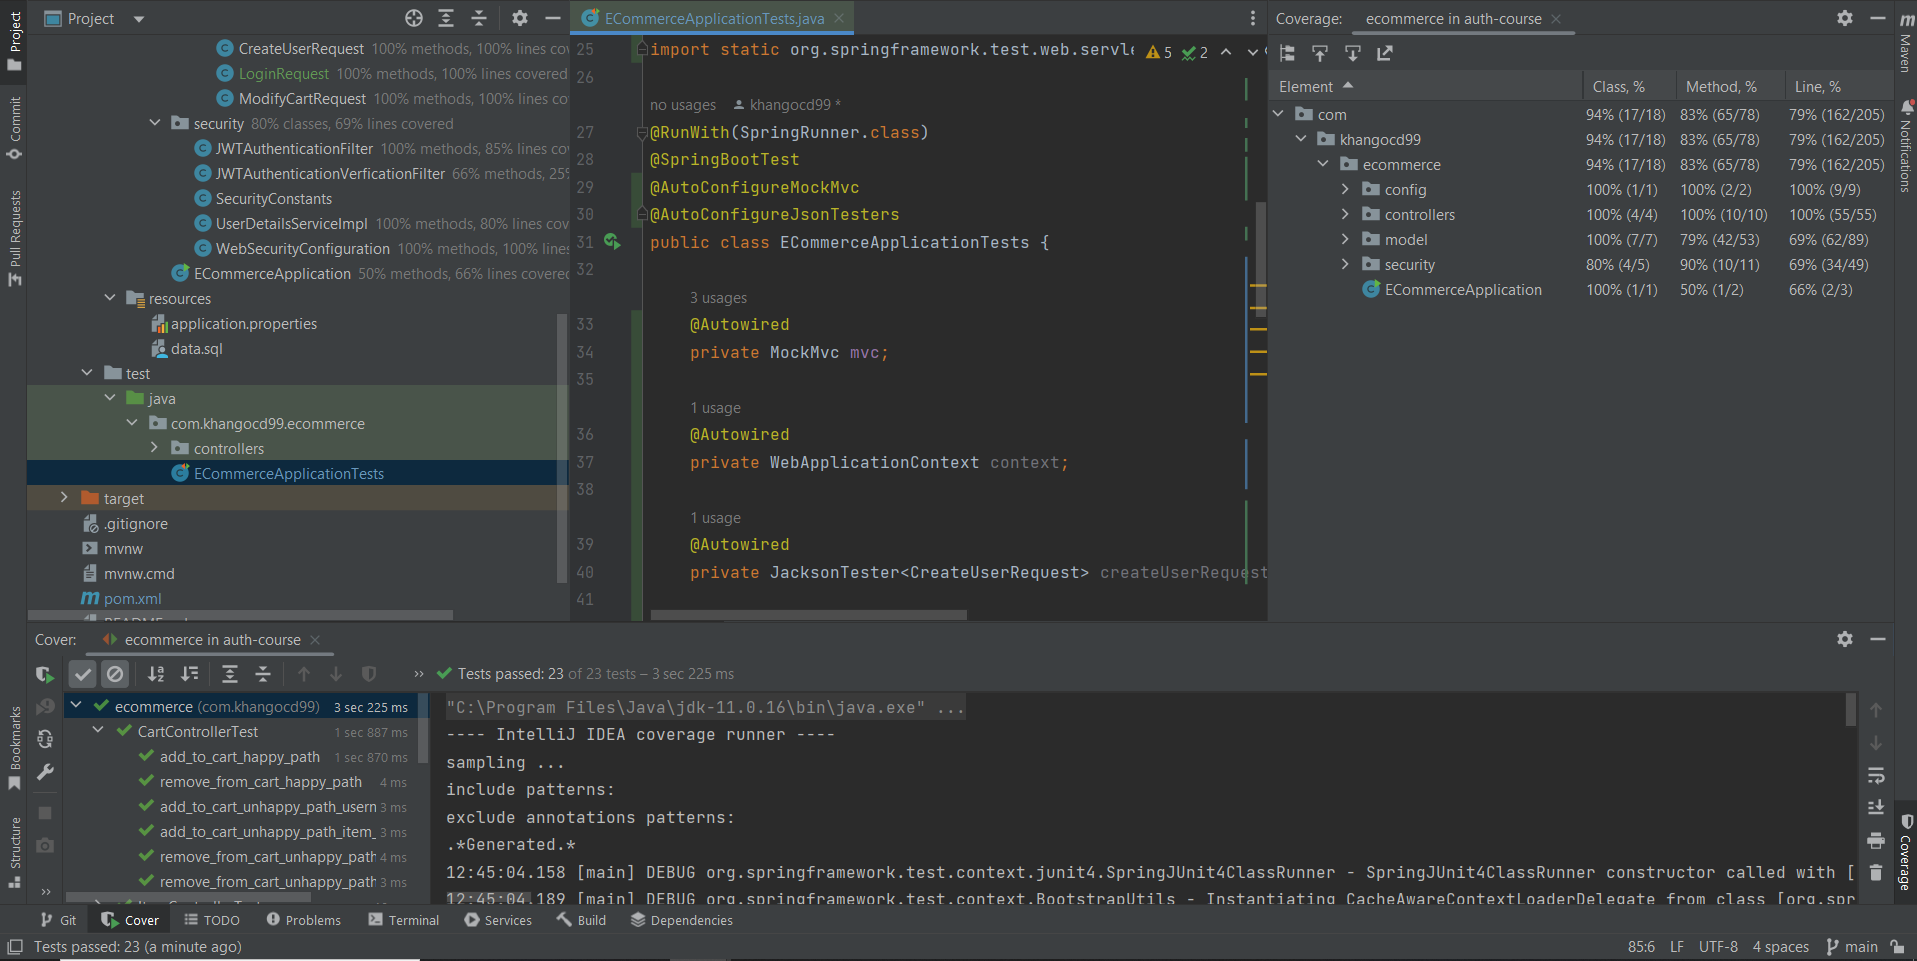 Project
ECommerceApplicationTests.java
Coverage:
ecommerce in auth-course
Project
Commit
Pull Requests
Bookmarks
Structure
CreateUserRequest 100% methods, 100% lines cov
LoginRequest 100% methods, 100% lines covered
ModifyCartRequest 100% methods, 100% lines cov
security 80% classes, 69% lines covered
JWTAuthenticationFilter 100% methods, 85% lines co
JWTAuthenticationVerficationFilter 66% methods, 25%
SecurityConstants
UserDetailsServiceImpl 100% methods, 80% lines cov
WebSecurityConfiguration 100% methods, 100% lines
ECommerceApplication 50% methods, 66% lines covered
resources
application.properties
data.sql
test
java
com.khangocd99.ecommerce
controllers
ECommerceApplicationTests
target
.gitignore
mvnw
mvnw.cmd
pom.xml
25 import static org.springframework.test.web.servle
5 2
26
no usages khangocd99 *
27 @RunWith(SpringRunner.class)
28 @SpringBootTest
29 @AutoConfigureMockMvc
30 @AutoConfigureJsonTesters
31 public class ECommerceApplicationTests {
32
3 usages
33 @Autowired
34 private MockMvc mvc;
35
1 usage
36 @Autowired
37 private WebApplicationContext context;
38
1 usage
39 @Autowired
40 private JacksonTester<CreateUserRequest> createUserRequest
41
Element Class, % Method, % Line, %
com 94% (17/18) 83% (65/78) 79% (162/205)
khangocd99 94% (17/18) 83% (65/78) 79% (162/205)
ecommerce 94% (17/18) 83% (65/78) 79% (162/205)
config 100% (1/1) 100% (2/2) 100% (9/9)
controllers 100% (4/4) 100% (10/10) 100% (55/55)
model 100% (7/7) 79% (42/53) 69% (62/89)
security 80% (4/5) 90% (10/11) 69% (34/49)
ECommerceApplication 100% (1/1) 50% (1/2) 66% (2/3)
m
Maven
Notifications
Coverage
Cover: ecommerce in auth-course
Tests passed: 23 of 23 tests – 3 sec 225 ms
ecommerce (com.khangocd99) 3 sec 225 ms
CartControllerTest 1 sec 887 ms
add_to_cart_happy_path 1 sec 870 ms
remove_from_cart_happy_path 4 ms
add_to_cart_unhappy_path_usern 3 ms
add_to_cart_unhappy_path_item_ 3 ms
remove_from_cart_unhappy_path 4 ms
remove_from_cart_unhappy_path 3 ms
"C:\Program Files\Java\jdk-11.0.16\bin\java.exe" ...
---- IntelliJ IDEA coverage runner ----
sampling ...
include patterns:
exclude annotations patterns:
.*Generated.*
12:45:04.158 [main] DEBUG org.springframework.test.context.junit4.SpringJUnit4ClassRunner - SpringJUnit4ClassRunner constructor called with [
12:45:04.189 [main] DEBUG org.springframework.test.context.BootstrapUtils - Instantiating CacheAwareContextLoaderDelegate from class [org.spr
Git Cover TODO Problems Terminal Services Build Dependencies
Tests passed: 23 (a minute ago)
85:6 LF UTF-8 4 spaces main